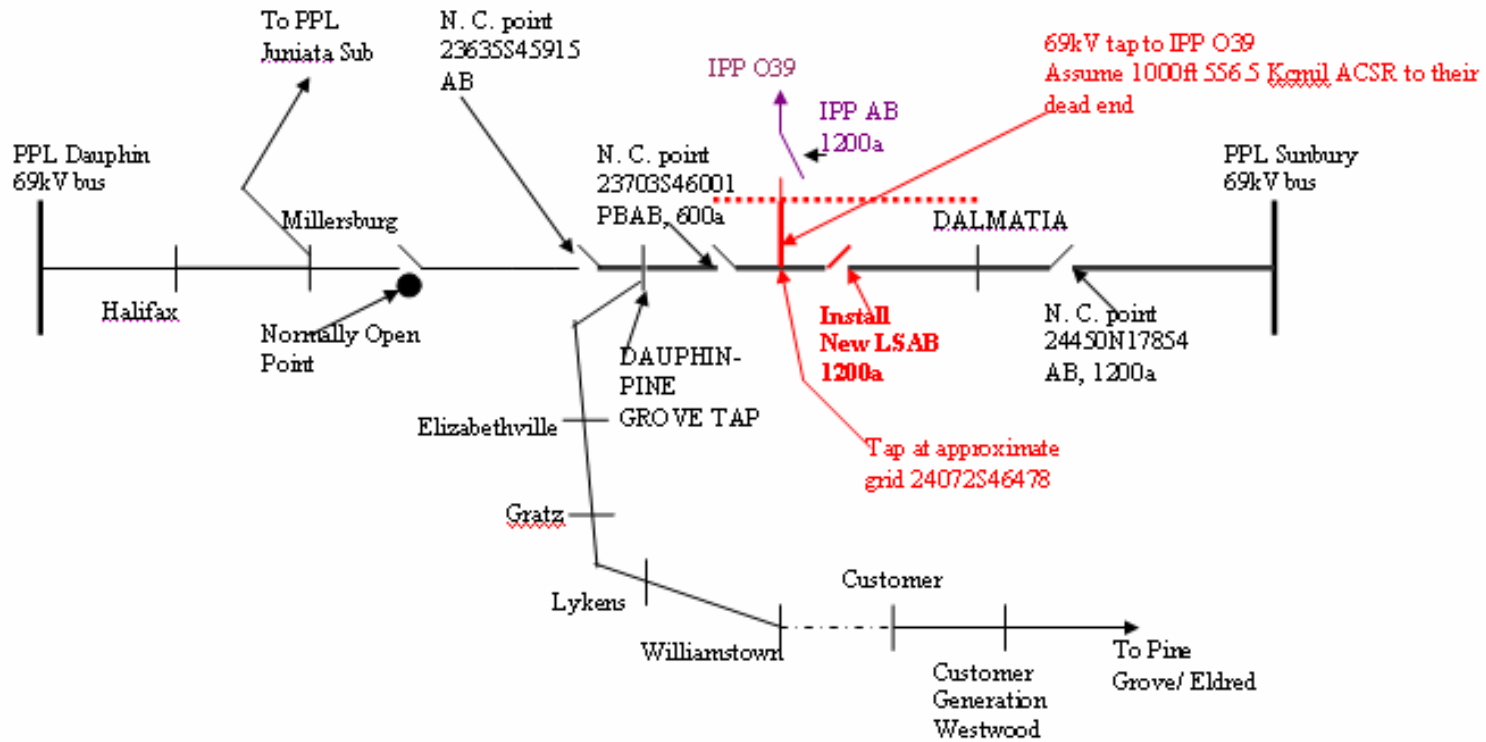 To PPL
Juniata Sub
N. C. point
23635S45915
AB
IPP O39
IPP AB
1200a
69kV tap to IPP O39
Assume 1000ft 556.5 Kcmil ACSR to their
dead end
PPL Dauphin
69kV bus
Millersburg
N. C. point
23703S46001
PBAB, 600a
DALMATIA
PPL Sunbury
69kV bus
Halifax
Normally Open
Point
DAUPHIN-
PINE
GROVE TAP
Install
New LSAB
1200a
N. C. point
24450N17854
AB, 1200a
Elizabethville
Tap at approximate
grid 24072S46478
Gratz
Lykens
Customer
Williamstown
Customer
Generation
Westwood
To Pine
Grove/ Eldred